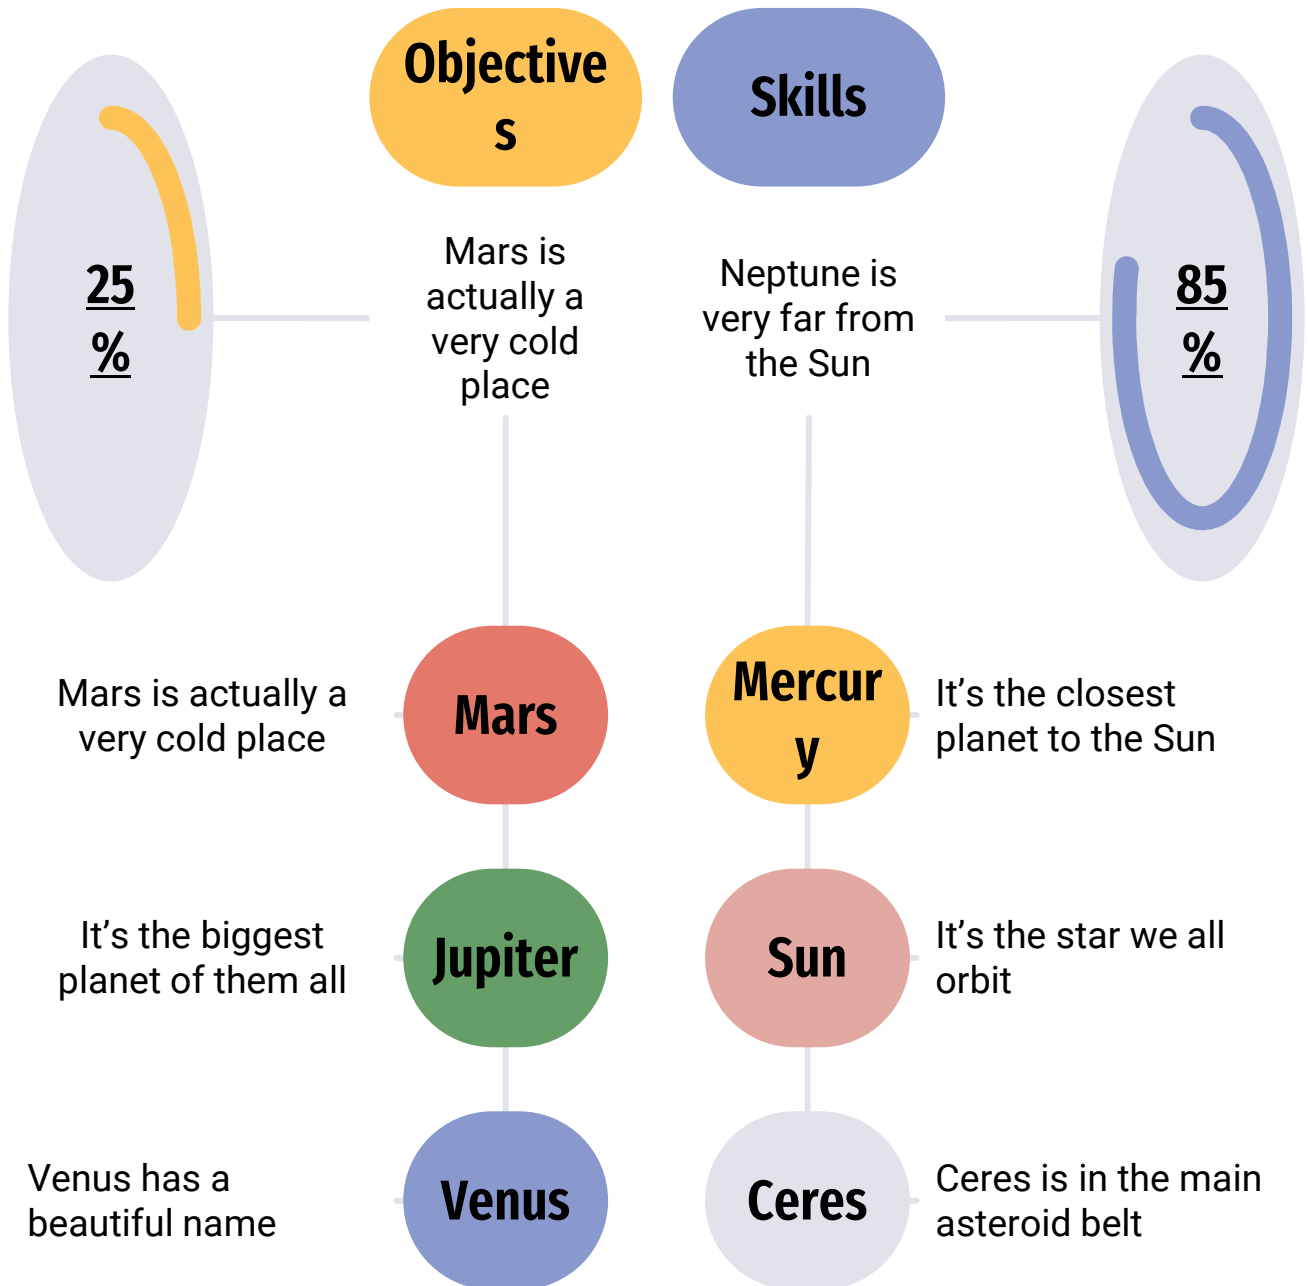 Objective
s
Skills
25
%
Mars is
actually a
very cold
place
Neptune is
very far from
the Sun
85
%
Mars is actually a
very cold place
Mars
Mercur
y
It’s the closest
planet to the Sun
It’s the biggest
planet of them all
Jupiter
Sun
It’s the star we all
orbit
Venus has a
beautiful name
Venus
Ceres
Ceres is in the main
asteroid belt